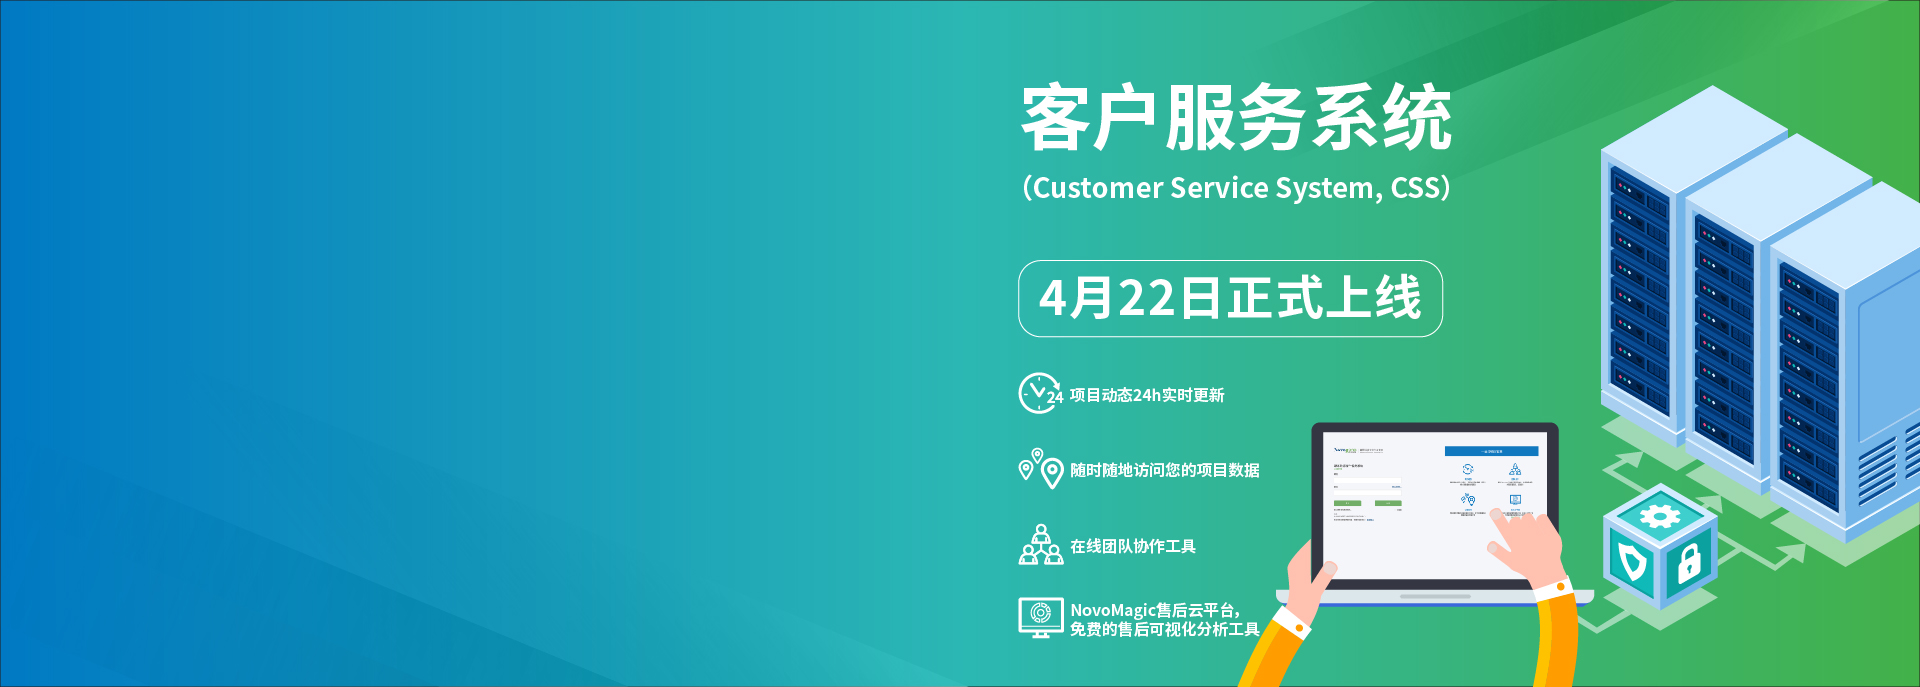 客户服务系统
（Customer Service System, CSS）
4月22日正式上线
24
项目动态24h实时更新
随时随地访问您的项目数据
在线团队协作工具
NovoMagic售后云平台，
免费的售后可视化分析工具